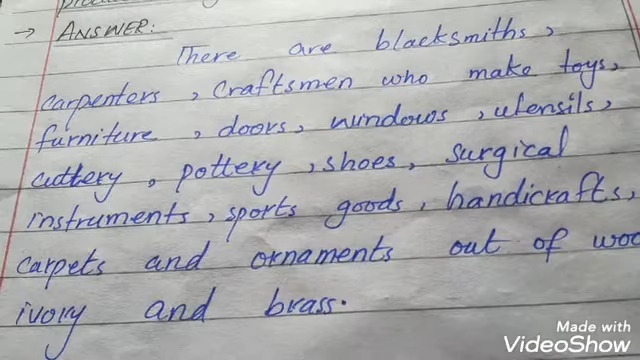 → ANSWER:
There are blacksmiths,
carpenters, craftsmen who make toys,
furniture, doors, windows, utensils,
cuttery, pottery, shoes, surgical
instruments, sports goods, handicrafts,
carpets and ornaments out of woo
ivory and brass.
Made with
VideoShow